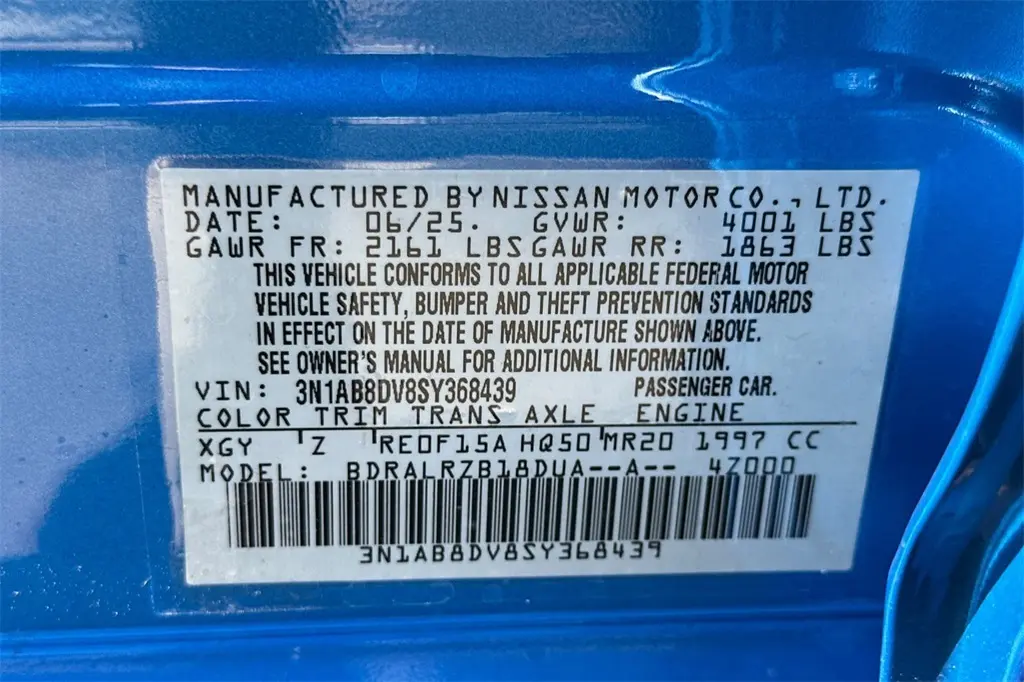 MANUFACTURED BY NISSAN MOTOR CO., LTD.
DATE: 06/25. GVWR: 4001 LBS
GAWR FR: 2161 LBS GAWR RR: 1863 LBS
THIS VEHICLE CONFORMS TO ALL APPLICABLE FEDERAL MOTOR
VEHICLE SAFETY, BUMPER AND THEFT PREVENTION STANDARDS
IN EFFECT ON THE DATE OF MANUFACTURE SHOWN ABOVE.
SEE OWNER'S MANUAL FOR ADDITIONAL INFORMATION.
VIN: 3N1AB8DV8SY368439 PASSENGER CAR.
COLOR TRIM TRANS AXLE ENGINE
XGY Z RE0F15A HQ50 MR20 1997 CC
MODEL: BDRALRZB18DUA--A-- 4Z000
3N1AB8DV8SY368439